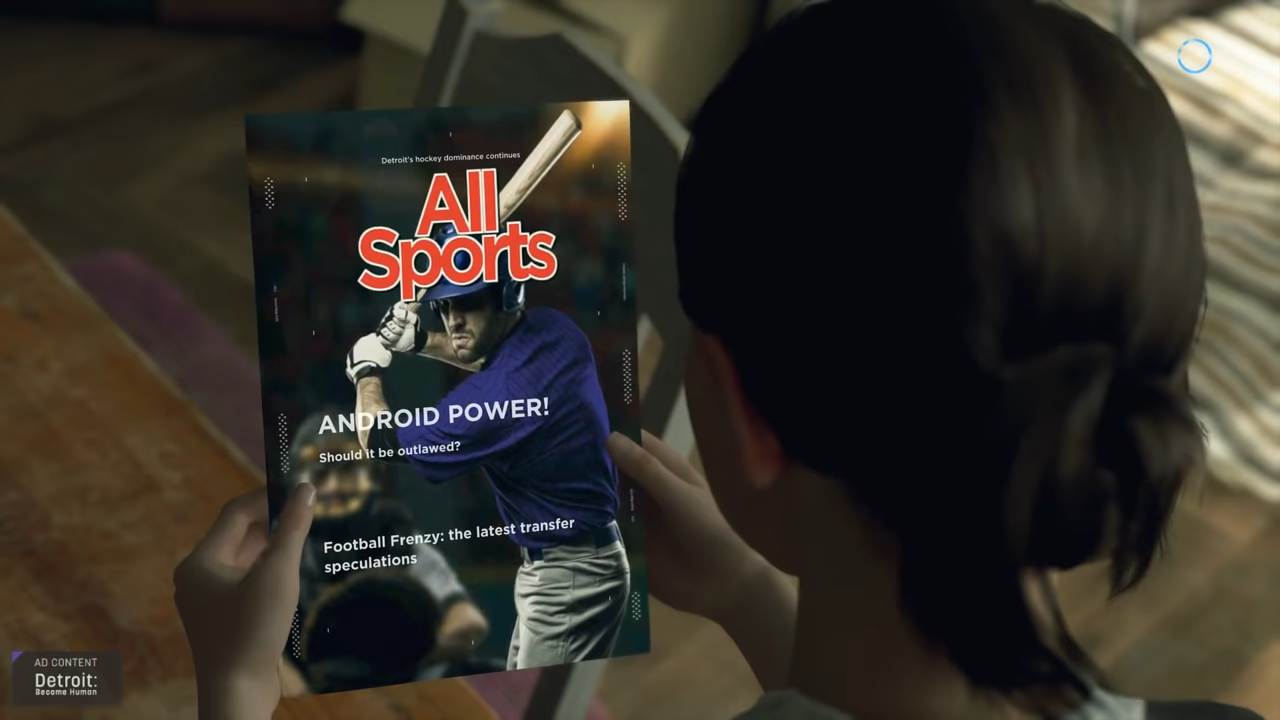 Detroit's hockey dominance continues
All
Sports
ANDROID POWER!
Should it be outlawed?
Football Frenzy: the latest transfer
speculations
AD CONTENT
Detroit:
Become Human